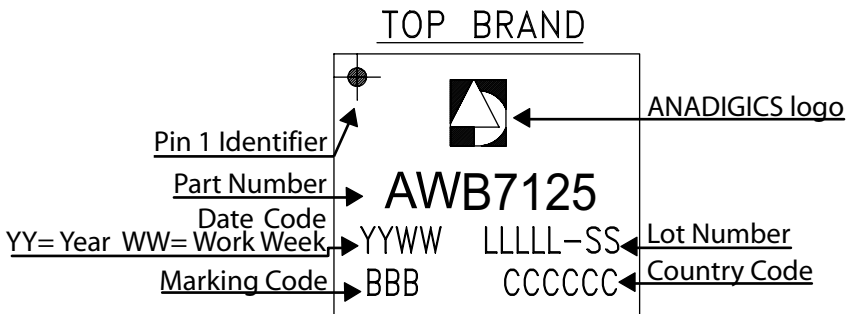 TOP BRAND
ANADIGICS logo
Pin 1 Identifier
Part Number
AWB7125
Date Code
YY= Year WW= Work Week
YYWW LLLLL-SS
Lot Number
Marking Code
BBB CCCCCC
Country Code